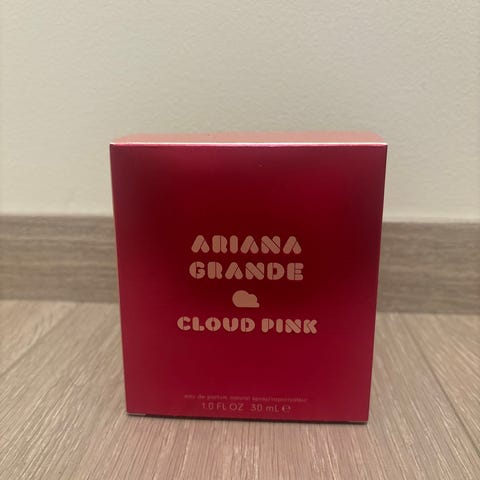 ARIANA
GRANDE
CLOUD PINK
eau de parfum natural spray/vaporisateur
1.0 FL OZ 30 mL ℮